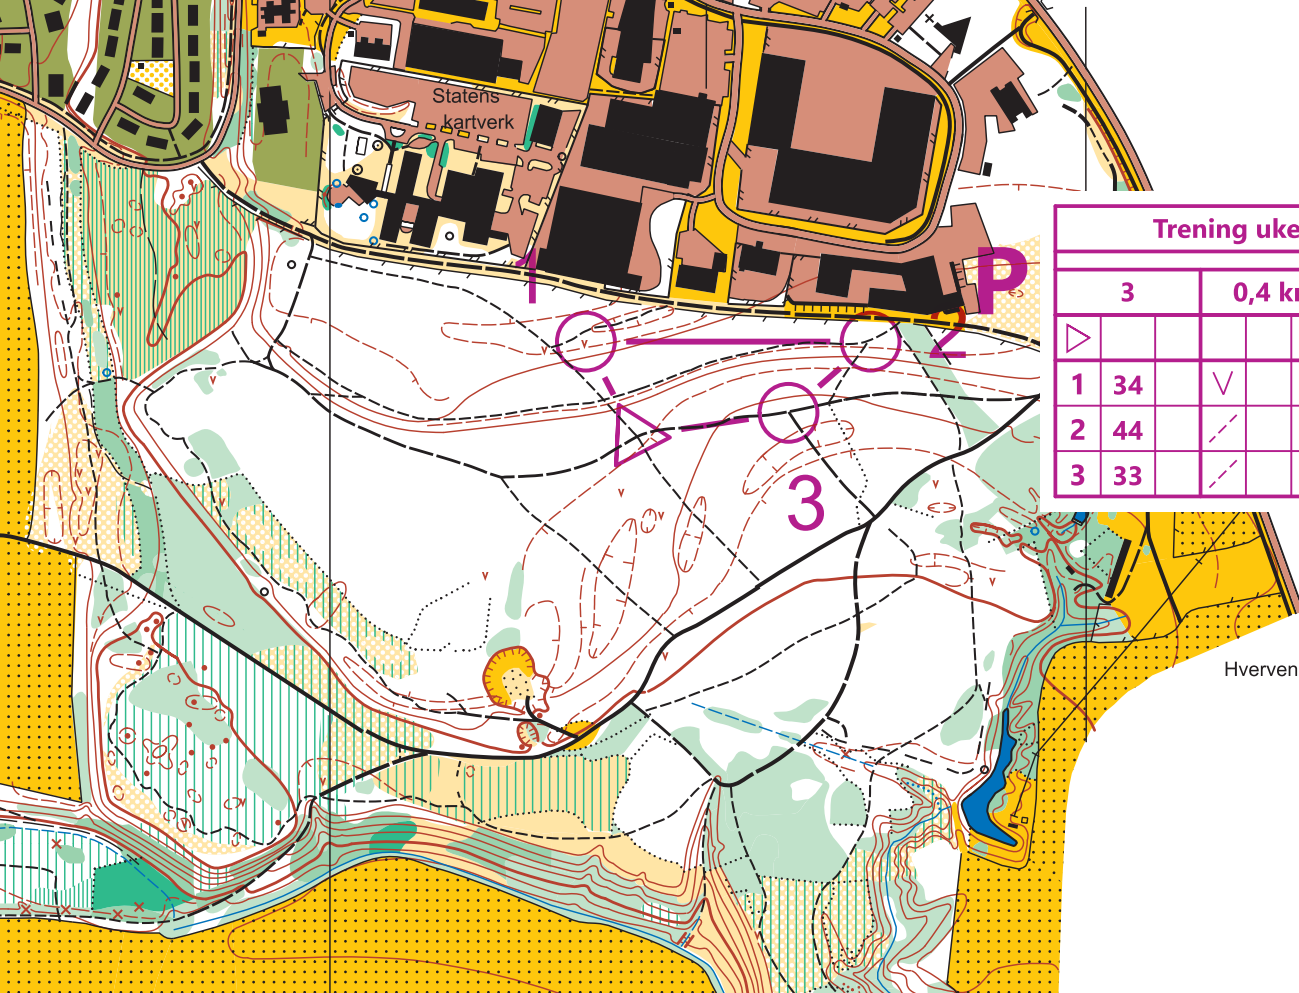 Statens
kartverk
1
P
2
3
Trening uke
3 0,4 k
1 34
2 44
3 33
Hverven